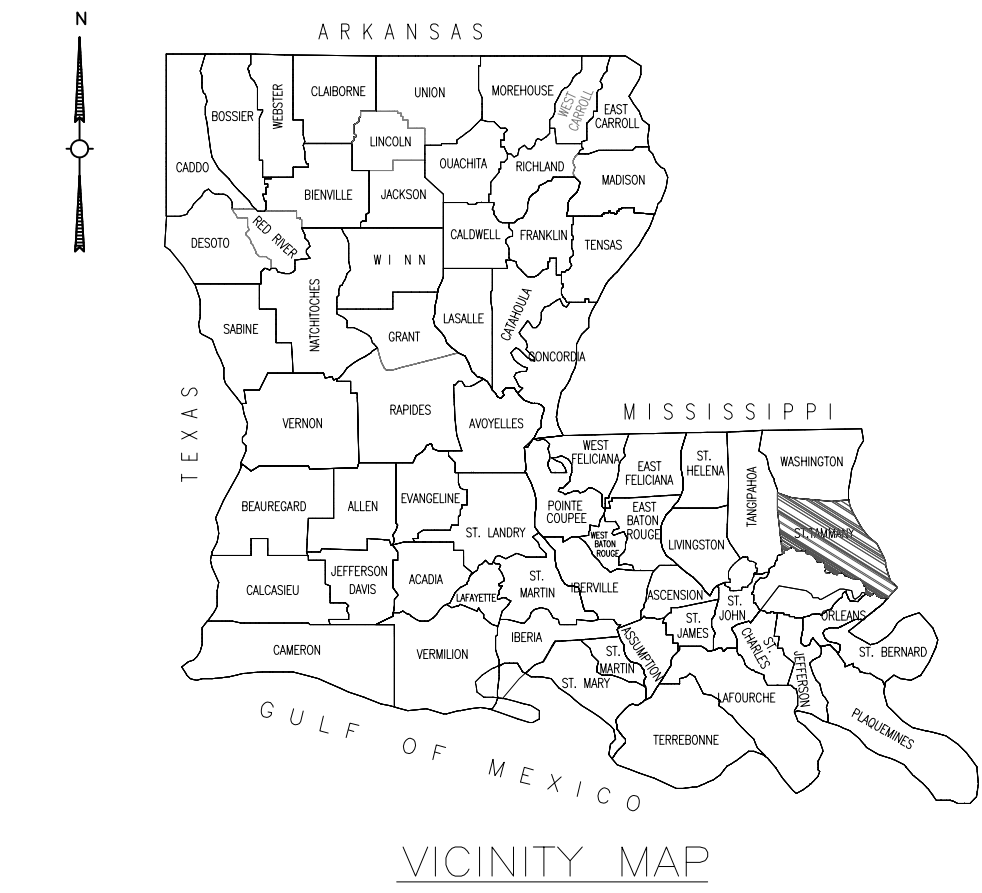 N
ARKANSAS
CLAIBORNE
UNION
MOREHOUSE
WEST
CARROLL
EAST
CARROLL
BOSSIER
WEBSTER
LINCOLN
CADDO
OUACHITA
RICHLAND
MADISON
BIENVILLE
JACKSON
RED RIVER
DESOTO
CALDWELL
FRANKLIN
TENSAS
WINN
NATCHITOCHES
SABINE
GRANT
LASALLE
CATAHOULA
CONCORDIA
TEXAS
VERNON
RAPIDES
AVOYELLES
MISSISSIPPI
WEST
FELICIANA
EAST
FELICIANA
ST.
HELENA
TANGIPAHOA
WASHINGTON
BEAUREGARD
ALLEN
EVANGELINE
ST. LANDRY
POINTE
COUPEE
EAST
BATON
ROUGE
WEST
BATON
ROUGE
LIVINGSTON
ST.TAMMANY
CALCASIEU
JEFFERSON
DAVIS
ACADIA
LAFAYETTE
ST.
MARTIN
IBERVILLE
ASCENSION
ST.
JOHN
ORLEANS
CAMERON
VERMILION
IBERIA
ST.
MARTIN
ASSUMPTION
ST.
JAMES
ST.
CHARLES
JEFFERSON
ST. BERNARD
ST. MARY
LAFOURCHE
TERREBONNE
PLAQUEMINES
GULF OF MEXICO
VICINITY MAP